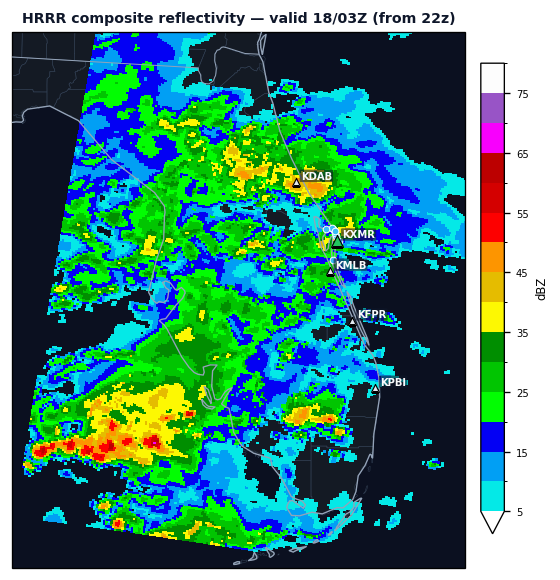 HRRR composite reflectivity — valid 18/03Z (from 22z)
75
KDAB
65
KXMR
55
KMLB
45
dBZ
KFPR
35
KPBI
25
15
5